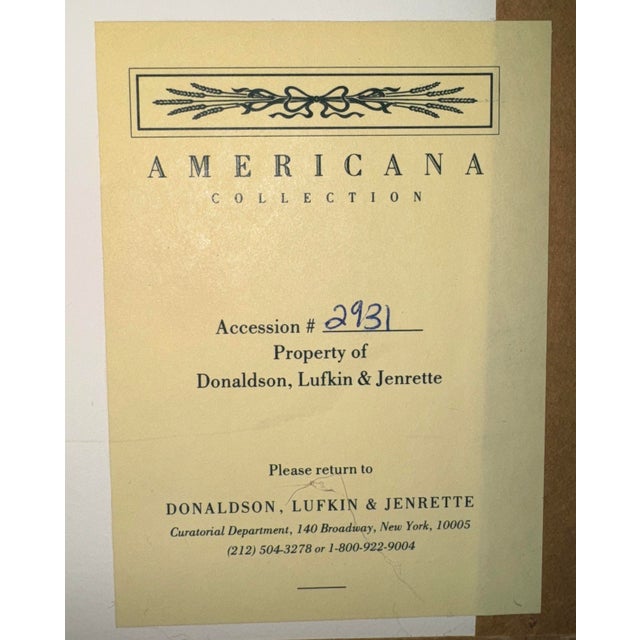 AMERICANA
COLLECTION
Accession # 2931
Property of
Donaldson, Lufkin & Jenrette
Please return to
DONALDSON, LUFKIN & JENRETTE
Curatorial Department, 140 Broadway, New York, 10005
(212) 504-3278 or 1-800-922-9004